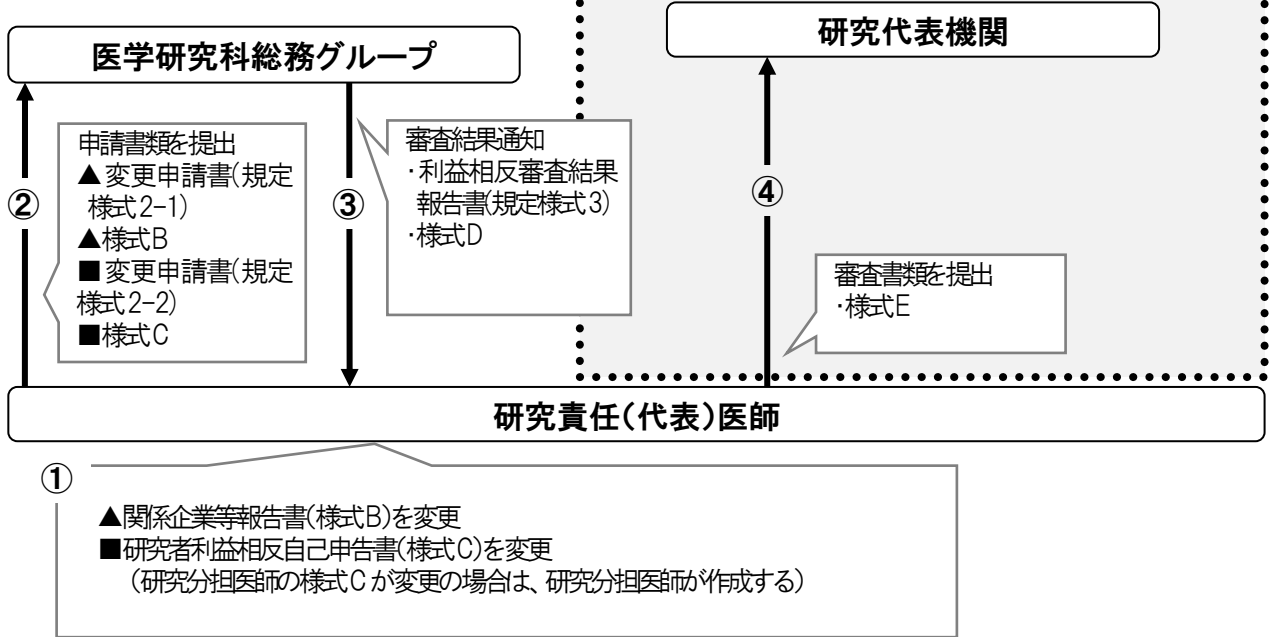 医学研究科総務グループ
研究代表機関
②
申請書類を提出
▲変更申請書(規定
様式2-1)
▲様式B
■変更申請書(規定
様式2-2)
■様式C
③
審査結果通知
・利益相反審査結果
報告書(規定様式3)
・様式D
④
審査書類を提出
・様式E
研究責任(代表)医師
①
▲関係企業等報告書(様式B)を変更
■研究者利益相反自己申告書(様式C)を変更
(研究分担医師の様式Cが変更の場合は、研究分担医師が作成する)